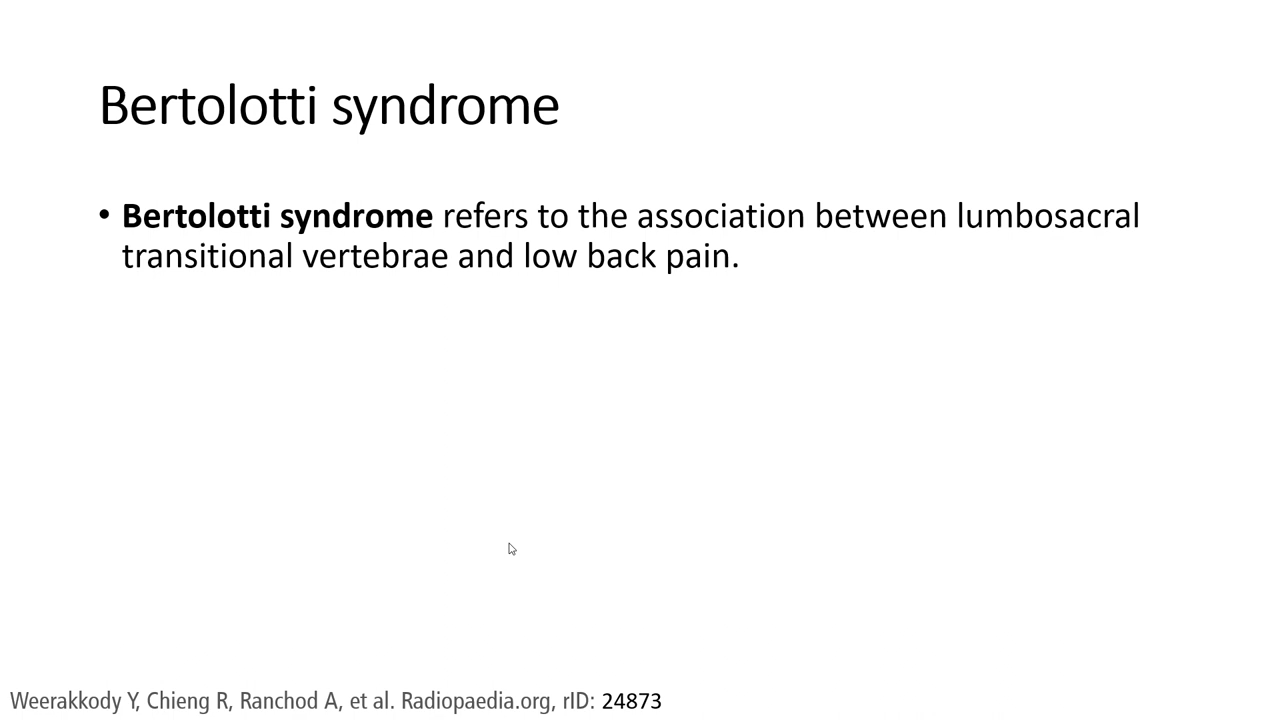 Bertolotti syndrome
• Bertolotti syndrome refers to the association between lumbosacral
transitional vertebrae and low back pain.
Weerakkody Y, Chieng R, Ranchod A, et al. Radiopaedia.org, rID: 24873